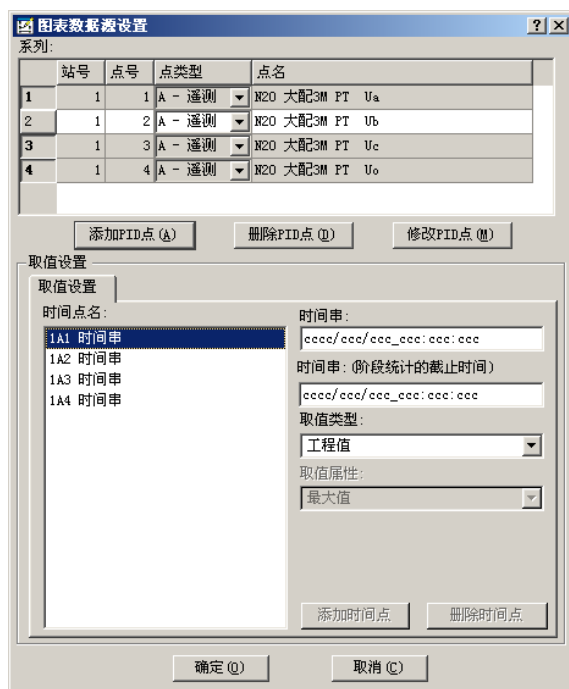 图表数据源设置
系列:
站号 点号 点类型 点名
1 1 1 A - 遥测 N20 大配3M PT Ua
2 1 2 A - 遥测 N20 大配3M PT Ub
3 1 3 A - 遥测 N20 大配3M PT Uc
4 1 4 A - 遥测 N20 大配3M PT Uo
添加PID点(A) 删除PID点(D) 修改PID点(M)
取值设置
取值设置
时间点名:
1A1 时间串
1A2 时间串
1A3 时间串
1A4 时间串
时间串:
cccc/ccc/ccc_ccc:ccc:ccc
时间串:(阶段统计的截止时间)
cccc/ccc/ccc_ccc:ccc:ccc
取值类型:
工程值
取值属性:
最大值
添加时间点 删除时间点
确定(O) 取消(C)